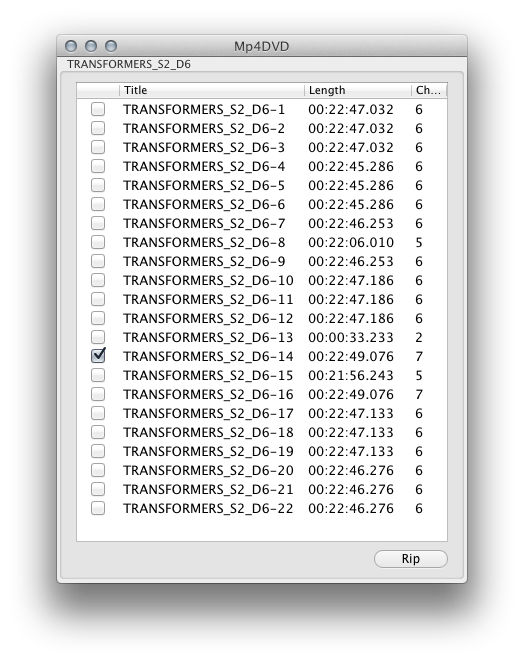 Mp4DVD
TRANSFORMERS_S2_D6
Title Length Ch...
TRANSFORMERS_S2_D6-1 00:22:47.032 6
TRANSFORMERS_S2_D6-2 00:22:47.032 6
TRANSFORMERS_S2_D6-3 00:22:47.032 6
TRANSFORMERS_S2_D6-4 00:22:45.286 6
TRANSFORMERS_S2_D6-5 00:22:45.286 6
TRANSFORMERS_S2_D6-6 00:22:45.286 6
TRANSFORMERS_S2_D6-7 00:22:46.253 6
TRANSFORMERS_S2_D6-8 00:22:06.010 5
TRANSFORMERS_S2_D6-9 00:22:46.253 6
TRANSFORMERS_S2_D6-10 00:22:47.186 6
TRANSFORMERS_S2_D6-11 00:22:47.186 6
TRANSFORMERS_S2_D6-12 00:22:47.186 6
TRANSFORMERS_S2_D6-13 00:00:33.233 2
TRANSFORMERS_S2_D6-14 00:22:49.076 7
TRANSFORMERS_S2_D6-15 00:21:56.243 5
TRANSFORMERS_S2_D6-16 00:22:49.076 7
TRANSFORMERS_S2_D6-17 00:22:47.133 6
TRANSFORMERS_S2_D6-18 00:22:47.133 6
TRANSFORMERS_S2_D6-19 00:22:47.133 6
TRANSFORMERS_S2_D6-20 00:22:46.276 6
TRANSFORMERS_S2_D6-21 00:22:46.276 6
TRANSFORMERS_S2_D6-22 00:22:46.276 6
Rip